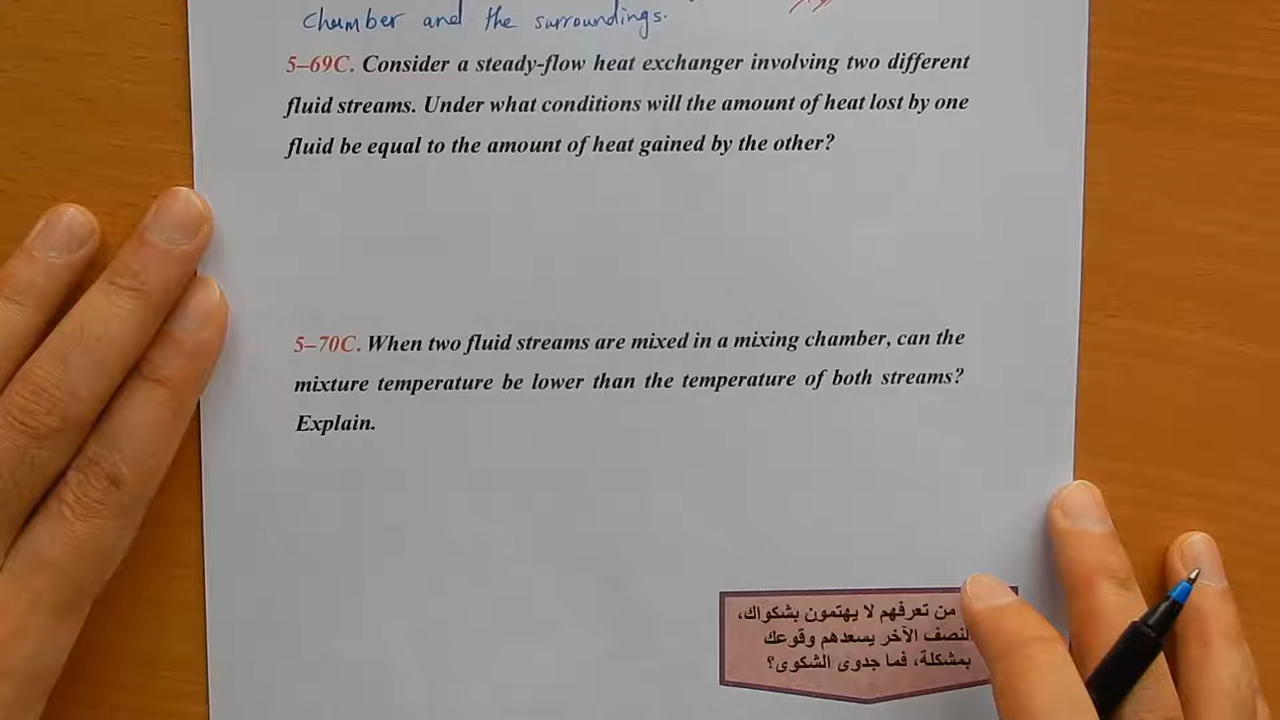 chamber and the surroundings.
5–69C. Consider a steady-flow heat exchanger involving two different
fluid streams. Under what conditions will the amount of heat lost by one
fluid be equal to the amount of heat gained by the other?
5–70C. When two fluid streams are mixed in a mixing chamber, can the
mixture temperature be lower than the temperature of both streams?
Explain.
من تعرفهم لا يهتمون بشكواك،
الآخر يسعدهم وقوعك
بمشكلة، فما جدوى الشكوى؟